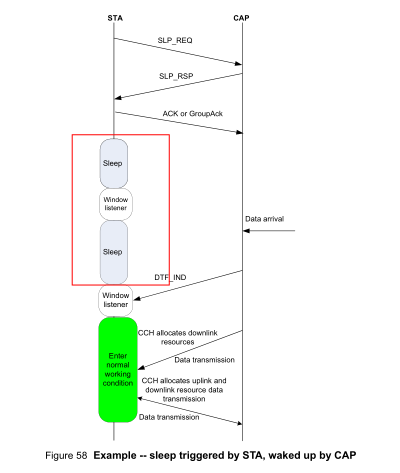 STA
CAP
SLP_REQ
SLP_RSP
ACK or GroupAck
Sleep
Window
listener
Data arrival
Sleep
DTF_IND
Window
listener
CCH allocates downlink
resources
Enter
normal
working
condition
Data transmission
CCH allocates uplink and
downlink resource data
transmission
Data transmission
Figure 58 Example -- sleep triggered by STA, waked up by CAP